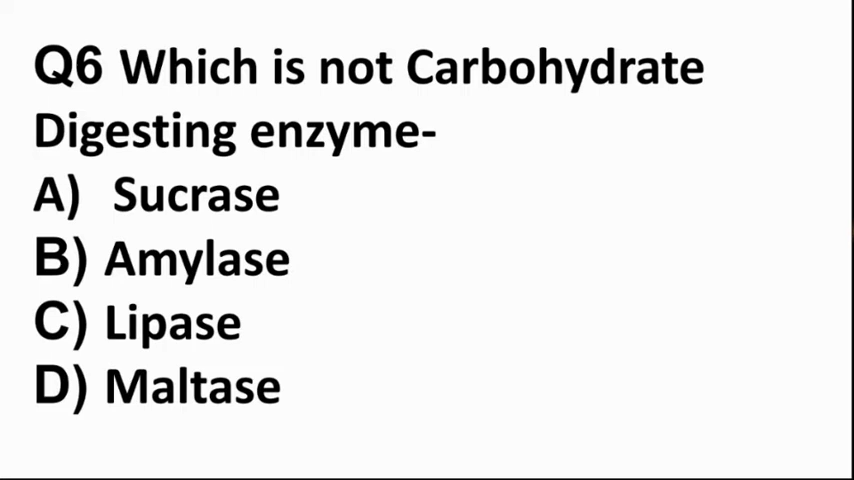 Q6 Which is not Carbohydrate
Digesting enzyme-
A) Sucrase
B) Amylase
C) Lipase
D) Maltase